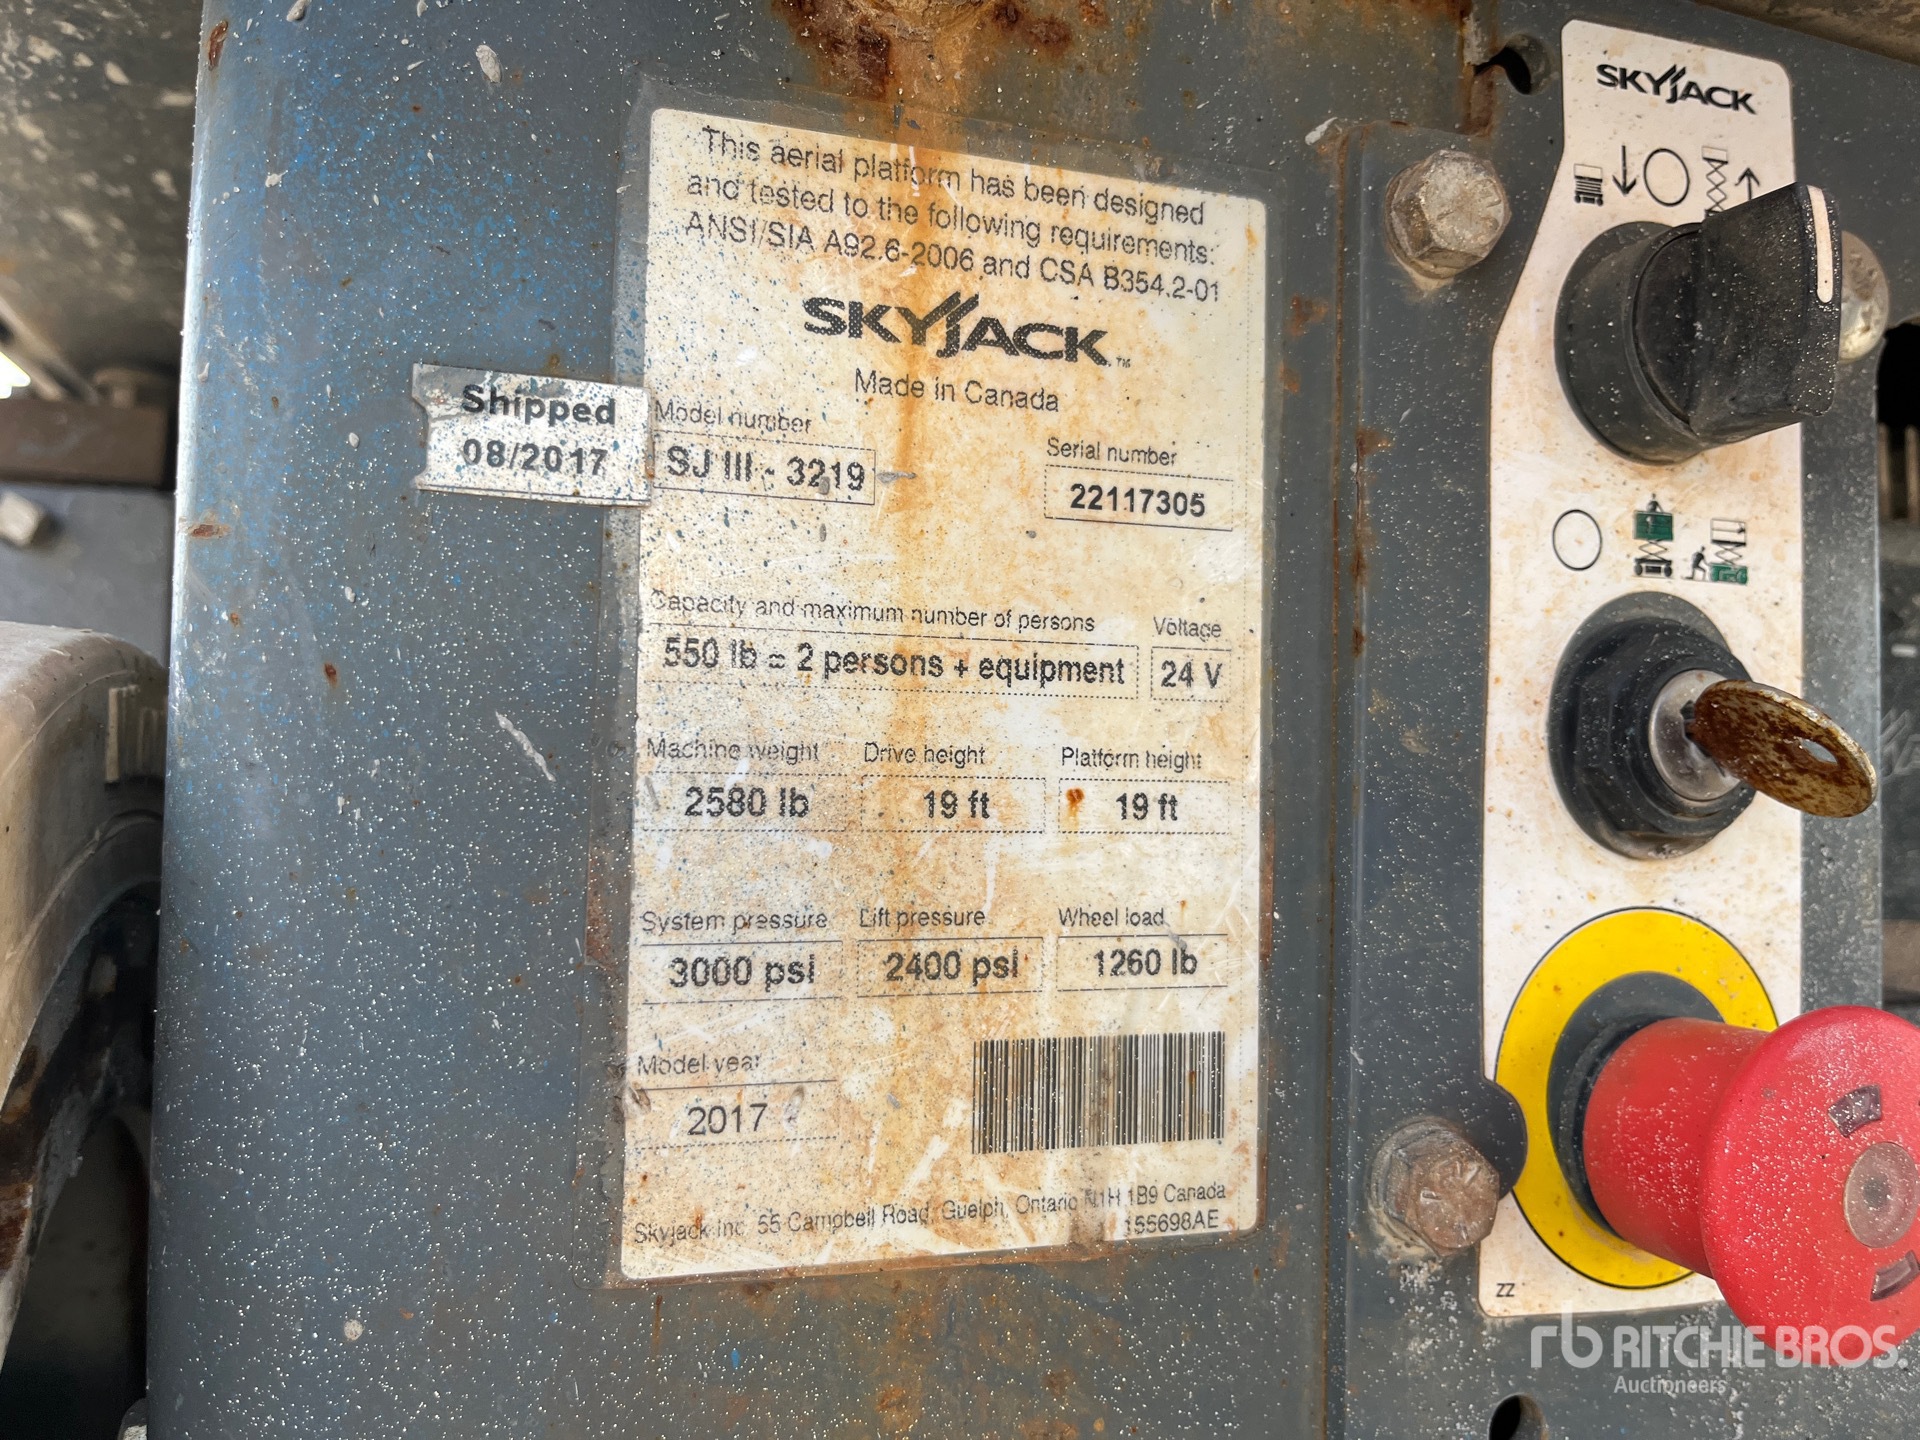 This aerial platform has been designed
and tested to the following requirements:
ANSI/SIA A92.6-2006 and CSA B354.2-01
SKYJACK™
Made in Canada
Shipped
08/2017
Model number
SJ III - 3219
Serial number
22117305
Capacity and maximum number of persons
550 lb = 2 persons + equipment
Voltage
24 V
Machine weight
2580 lb
Drive height
19 ft
Platform height
19 ft
System pressure
3000 psi
Lift pressure
2400 psi
Wheel load
1260 lb
Model year
2017
Skyjack Inc. 55 Campbell Road, Guelph, Ontario N1H 1B9 Canada
155698AE
SKYJACK
ZZ
rb RITCHIE BROS.
Auctioneers